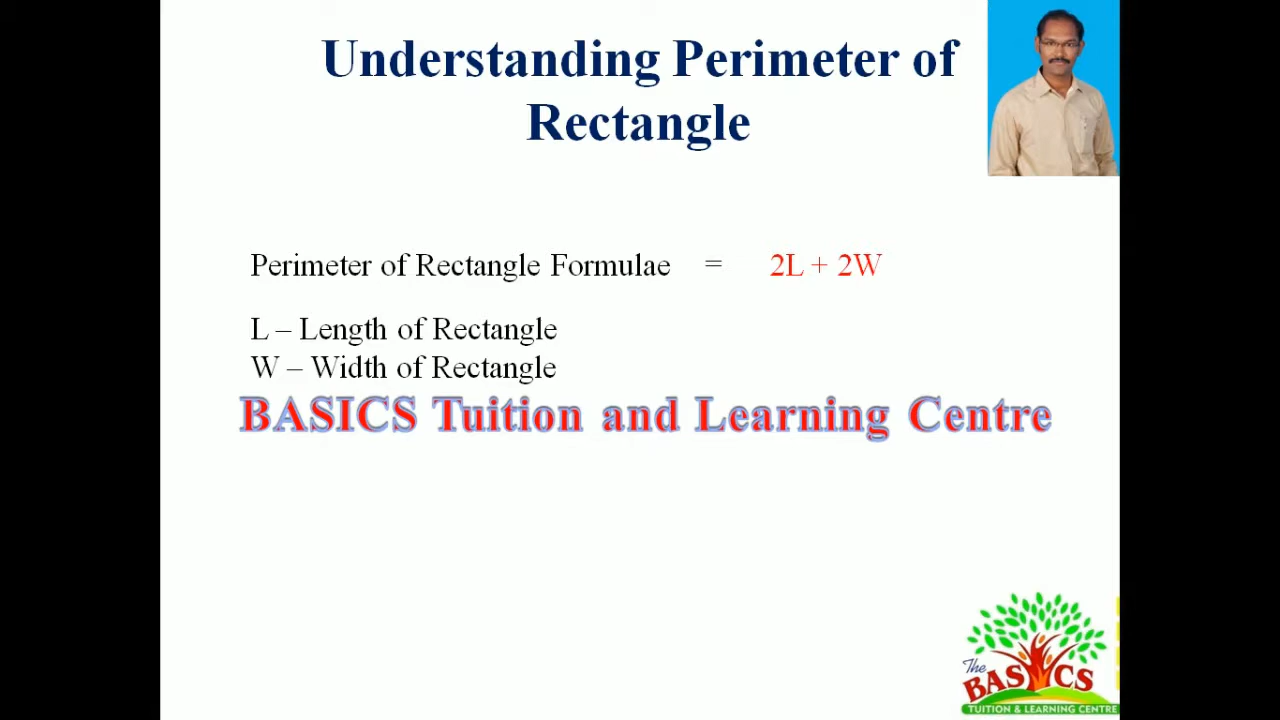 Understanding Perimeter of
Rectangle
Perimeter of Rectangle Formulae = 2L + 2W
L – Length of Rectangle
W – Width of Rectangle
BASICS Tuition and Learning Centre
The
BASICS
TUITION & LEARNING CENTRE